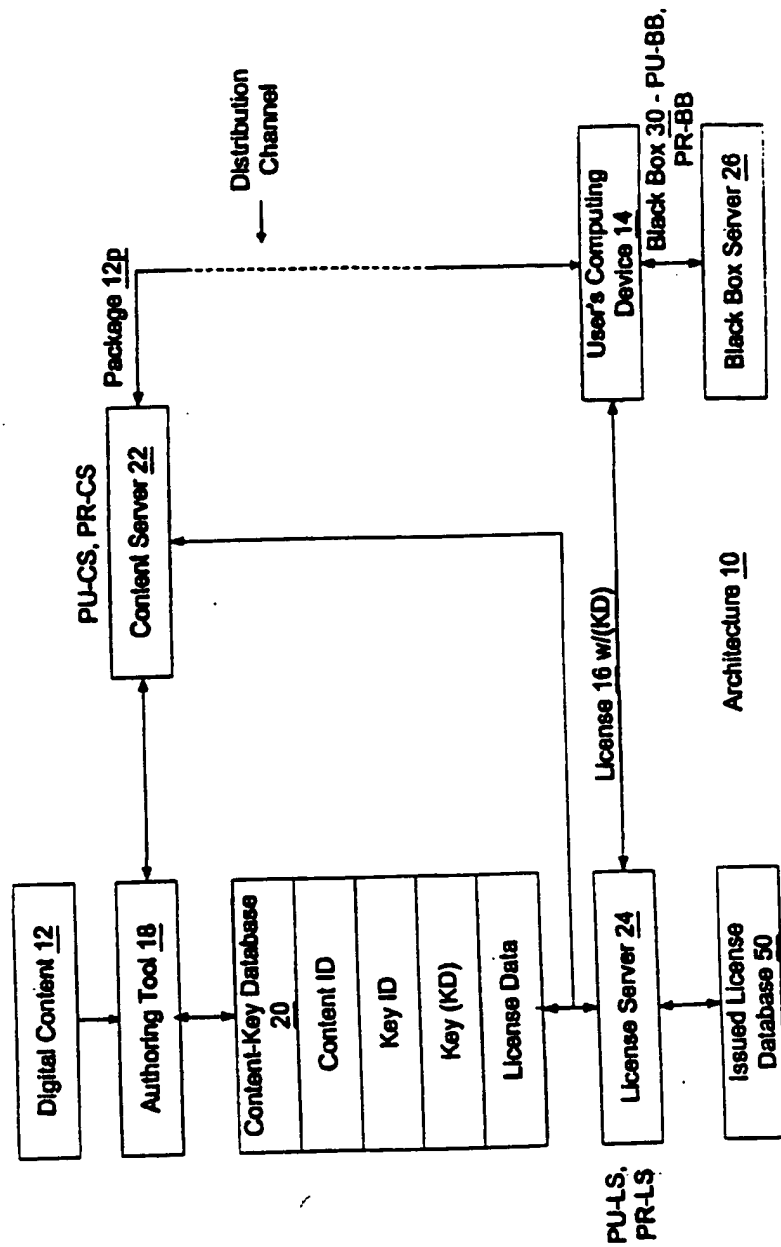 Digital Content 12
Authoring Tool 18
Content-Key Database
20
Content ID
Key ID
Key (KD)
License Data
PU-LS,
PR-LS
License Server 24
Issued License
Database 50
PU-CS, PR-CS
Content Server 22
Package 12p
Distribution
Channel
License 16 w/(KD)
User's Computing
Device 14
Black Box 30 - PU-BB,
PR-BB
Black Box Server 26
Architecture 10